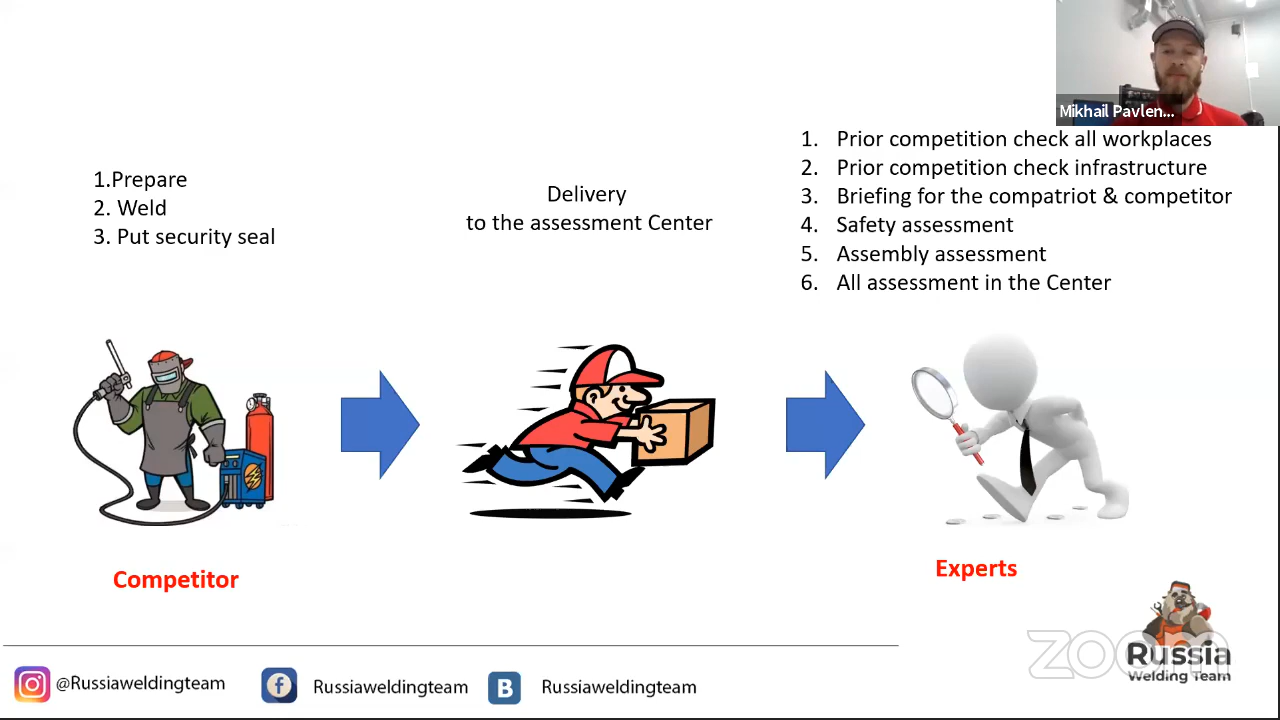 Mikhail Pavlen...
1.Prepare
2. Weld
3. Put security seal
Delivery
to the assessment Center
1. Prior competition check all workplaces
2. Prior competition check infrastructure
3. Briefing for the compatriot & competitor
4. Safety assessment
5. Assembly assessment
6. All assessment in the Center
Competitor
Experts
@Russiaweldingteam
Russiaweldingteam
Russiaweldingteam
zoom
Russia
Welding Team